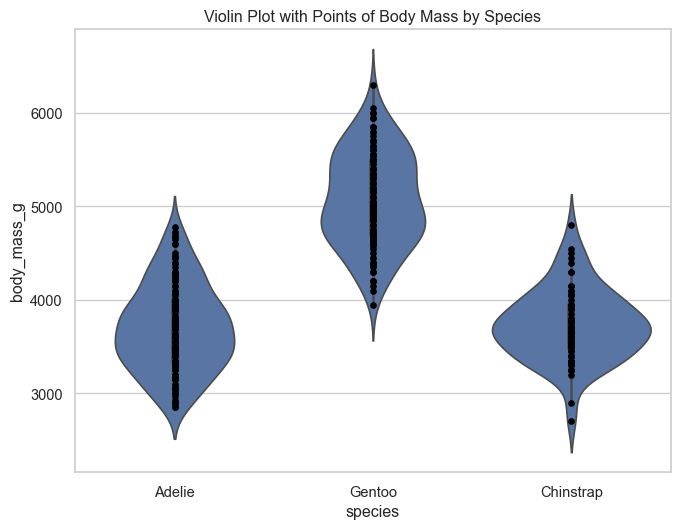 Violin Plot with Points of Body Mass by Species
body_mass_g
6000
5000
4000
3000
Adelie
Gentoo
Chinstrap
species